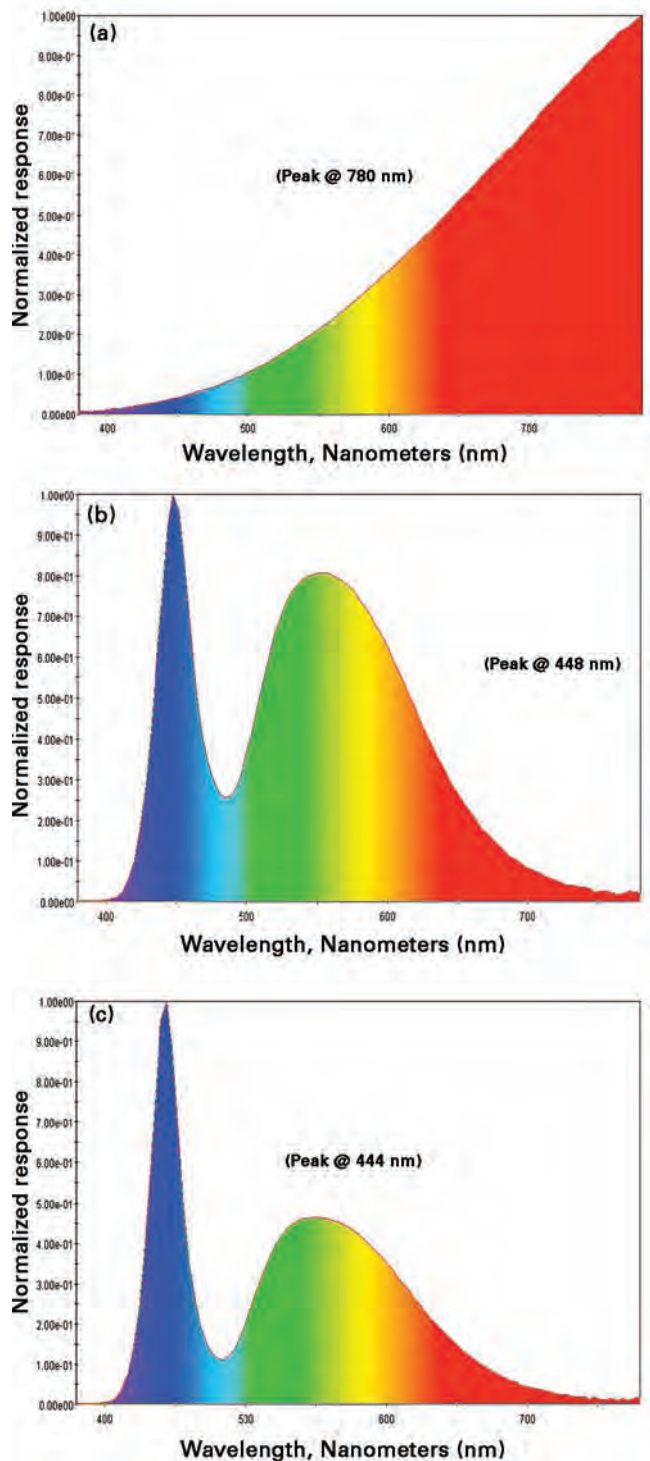 (a)
1.00e00
9.00e-01
8.00e-01
7.00e-01
6.00e-01
5.00e-01
4.00e-01
3.00e-01
2.00e-01
1.00e-01
0.00e00
Normalized response
(Peak @ 780 nm)
400 500 600 700
Wavelength, Nanometers (nm)
(b)
1.00e00
9.00e-01
8.00e-01
7.00e-01
6.00e-01
5.00e-01
4.00e-01
3.00e-01
2.00e-01
1.00e-01
0.00e00
Normalized response
(Peak @ 448 nm)
400 500 600 700
Wavelength, Nanometers (nm)
(c)
1.00e00
9.00e-01
8.00e-01
7.00e-01
6.00e-01
5.00e-01
4.00e-01
3.00e-01
2.00e-01
1.00e-01
0.00e00
Normalized response
(Peak @ 444 nm)
400 500 600 700
Wavelength, Nanometers (nm)